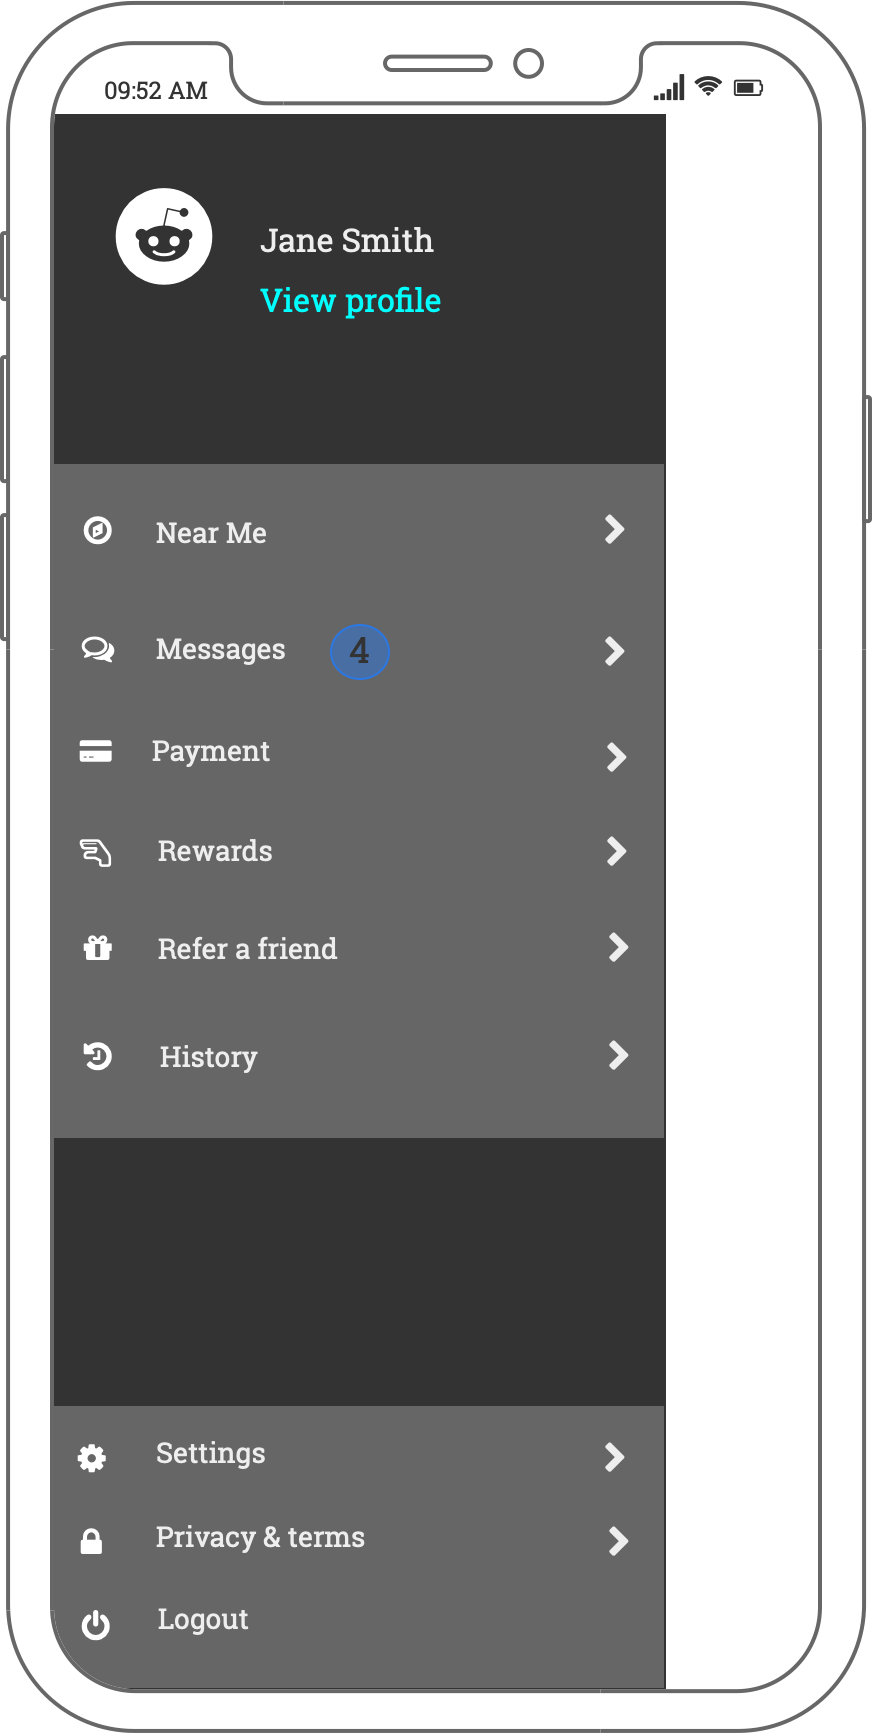 09:52 AM
Jane Smith
View profile
Near Me
Messages 4
Payment
Rewards
Refer a friend
History
Settings
Privacy & terms
Logout